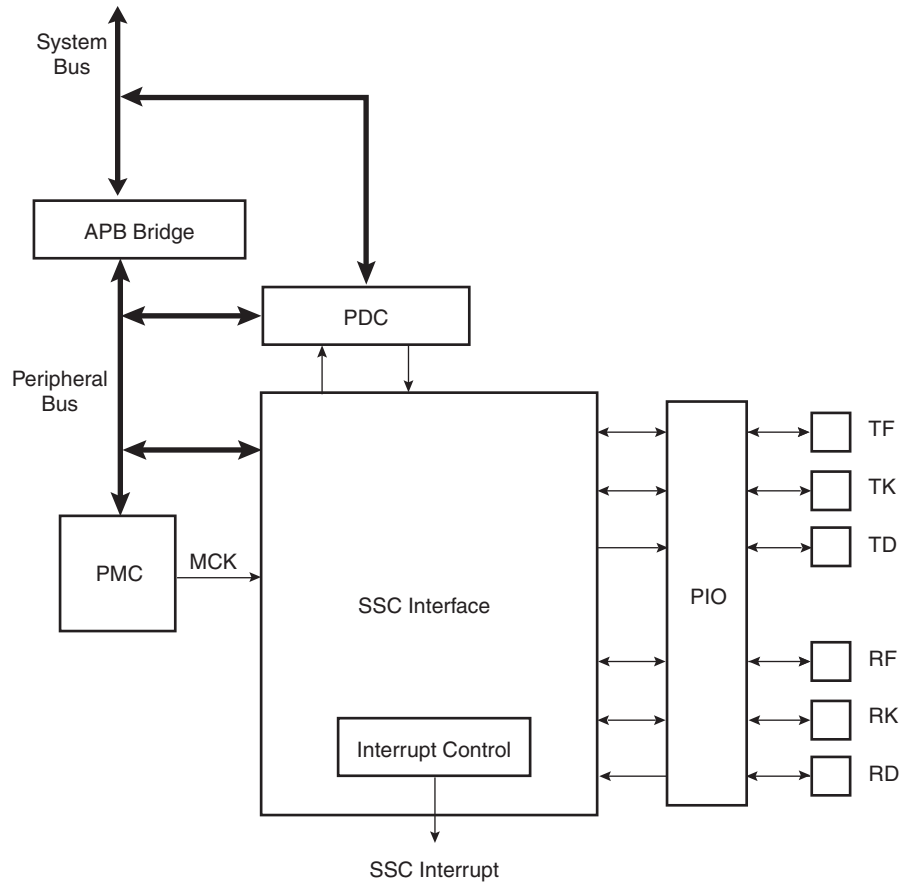 System
Bus
APB Bridge
PDC
Peripheral
Bus
PMC
MCK
SSC Interface
Interrupt Control
SSC Interrupt
PIO
TF
TK
TD
RF
RK
RD